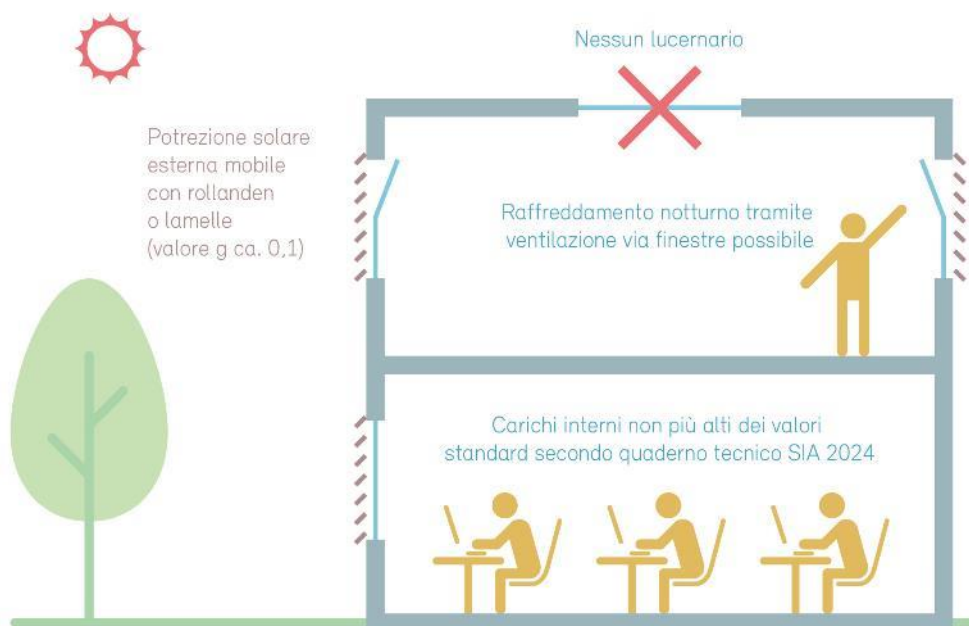 Nessun lucernario
Potrezione solare
esterna mobile
con rollanden
o lamelle
(valore g ca. 0,1)
Raffreddamento notturno tramite
ventilazione via finestre possibile
Carichi interni non più alti dei valori
standard secondo quaderno tecnico SIA 2024